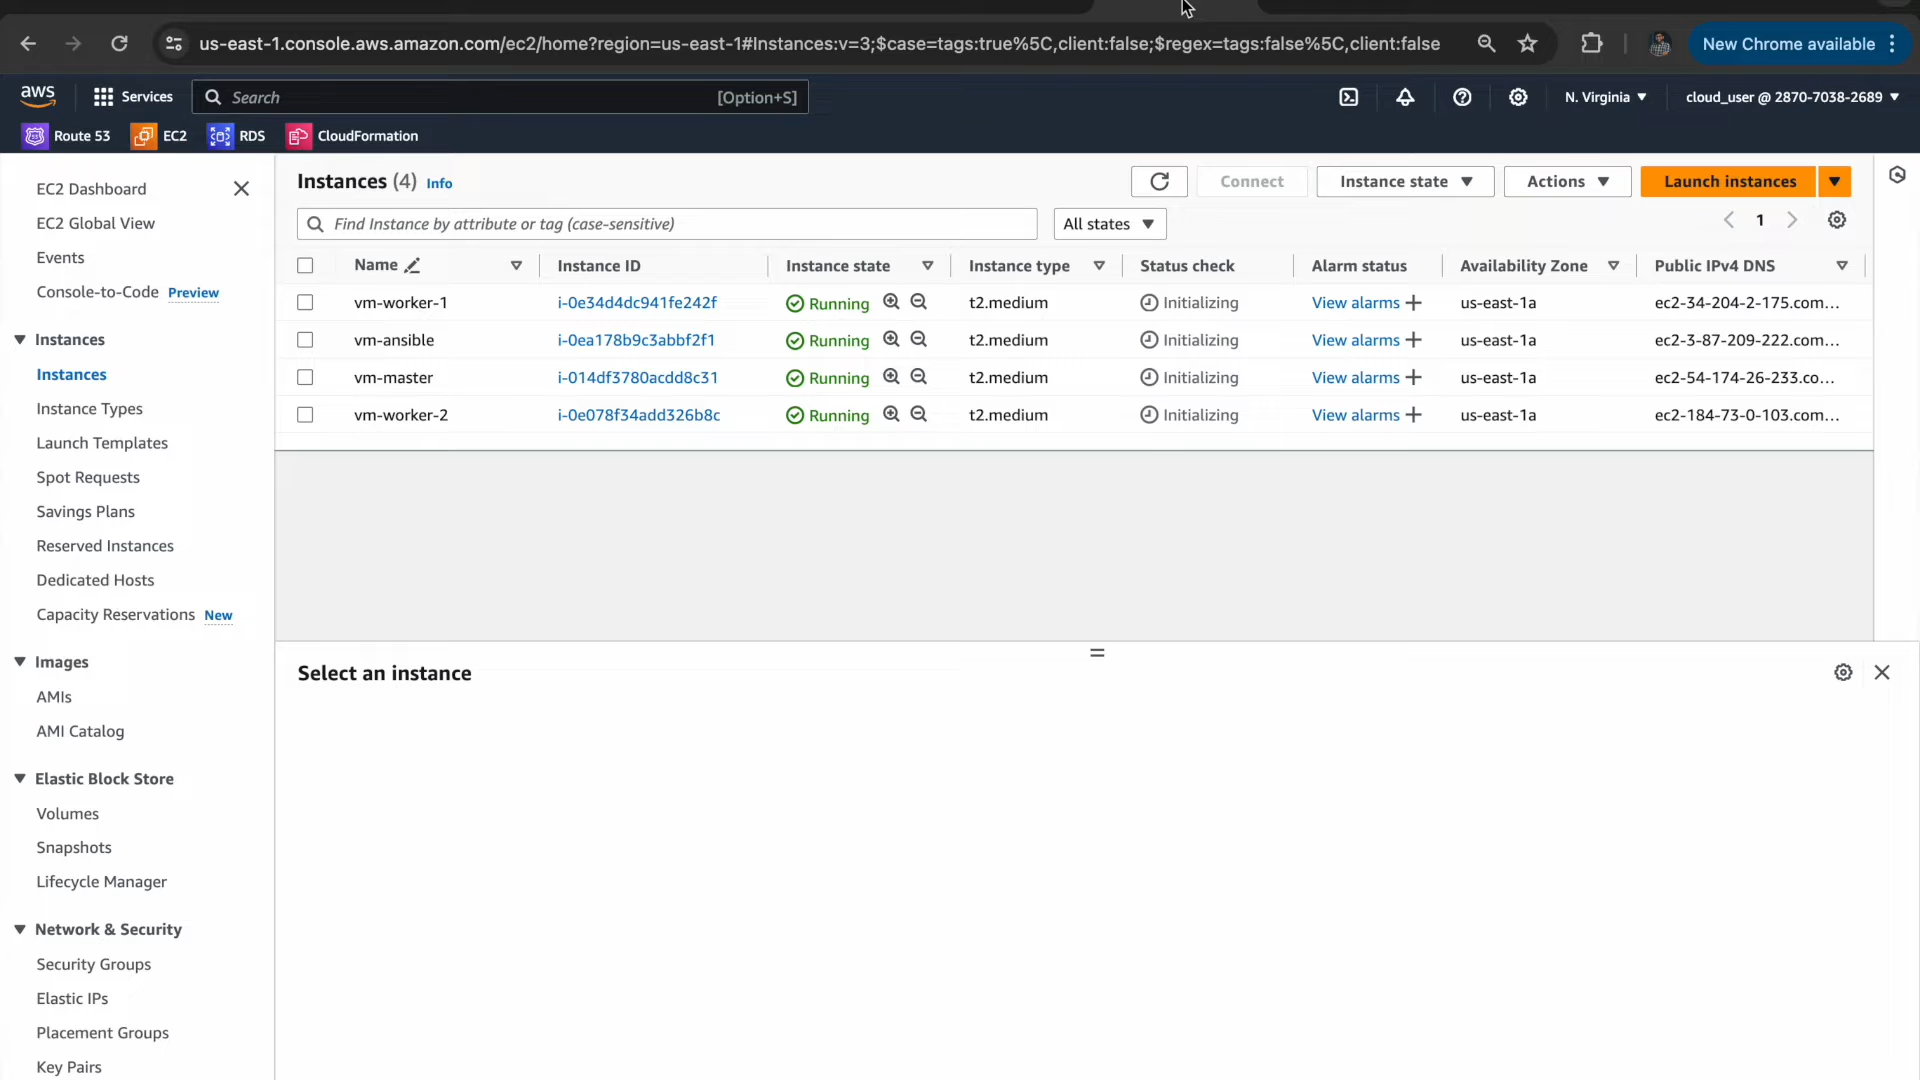 us-east-1.console.aws.amazon.com/ec2/home?region=us-east-1#Instances:v=3;$case=tags:true%5C,client:false;$regex=tags:false%5C,client:false
New Chrome available
aws
Services
Search
[Option+S]
N. Virginia
cloud_user @ 2870-7038-2689
Route 53
EC2
RDS
CloudFormation
EC2 Dashboard
EC2 Global View
Events
Console-to-Code Preview
Instances
Instances
Instance Types
Launch Templates
Spot Requests
Savings Plans
Reserved Instances
Dedicated Hosts
Capacity Reservations New
Images
AMIs
AMI Catalog
Elastic Block Store
Volumes
Snapshots
Lifecycle Manager
Network & Security
Security Groups
Elastic IPs
Placement Groups
Key Pairs
Instances (4) Info
Connect
Instance state
Actions
Launch instances
Find Instance by attribute or tag (case-sensitive)
All states
1
Name Instance ID Instance state Instance type Status check Alarm status Availability Zone Public IPv4 DNS
vm-worker-1 i-0e34d4dc941fe242f Running t2.medium Initializing View alarms + us-east-1a ec2-34-204-2-175.com...
vm-ansible i-0ea178b9c3abbf2f1 Running t2.medium Initializing View alarms + us-east-1a ec2-3-87-209-222.com...
vm-master i-014df3780acdd8c31 Running t2.medium Initializing View alarms + us-east-1a ec2-54-174-26-233.co...
vm-worker-2 i-0e078f34add326b8c Running t2.medium Initializing View alarms + us-east-1a ec2-184-73-0-103.com...
Select an instance